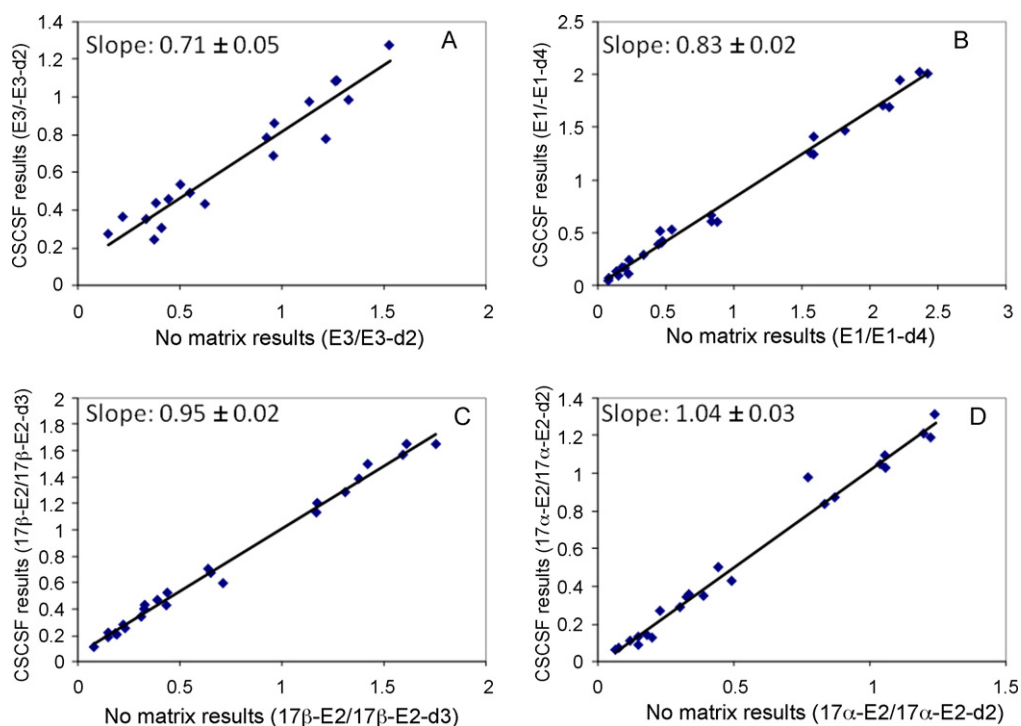 Slope: 0.71 ± 0.05
A
CSCSF results (E3/-E3-d2)
1.4
1.2
1
0.8
0.6
0.4
0.2
0
0 0.5 1 1.5 2
No matrix results (E3/E3-d2)
Slope: 0.83 ± 0.02
B
CSCSF results (E1/-E1-d4)
2.5
2
1.5
1
0.5
0
0 0.5 1 1.5 2 2.5 3
No matrix results (E1/E1-d4)
Slope: 0.95 ± 0.02
C
CSCSF results (17β-E2/17β-E2-d3)
2
1.8
1.6
1.4
1.2
1
0.8
0.6
0.4
0.2
0
0 0.5 1 1.5 2
No matrix results (17β-E2/17β-E2-d3)
Slope: 1.04 ± 0.03
D
CSCSF results (17α-E2/17α-E2-d2)
1.4
1.2
1
0.8
0.6
0.4
0.2
0
0 0.5 1 1.5
No matrix results (17α-E2/17α-E2-d2)